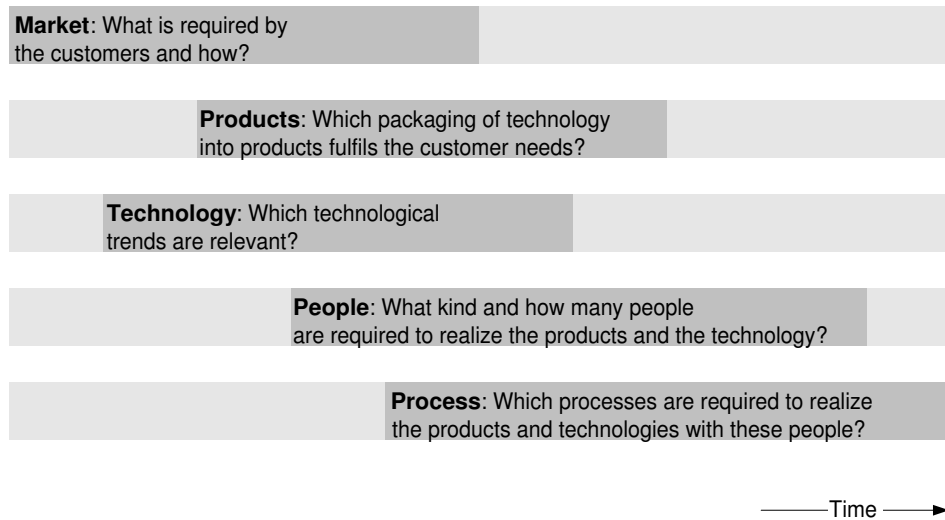 Market: What is required by
the customers and how?
Products: Which packaging of technology
into products fulfils the customer needs?
Technology: Which technological
trends are relevant?
People: What kind and how many people
are required to realize the products and the technology?
Process: Which processes are required to realize
the products and technologies with these people?
Time